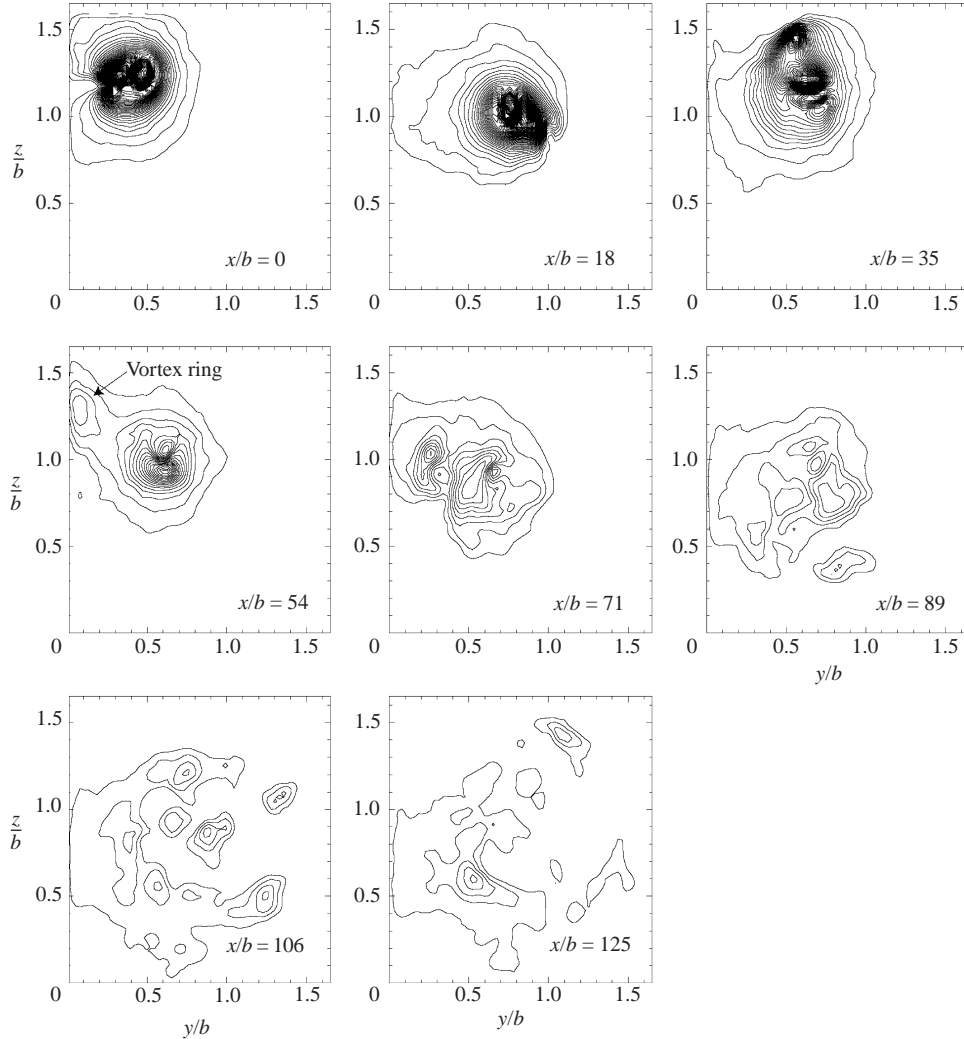 1.5
1.0
0.5
z
b
x/b = 0
0 0.5 1.0 1.5
1.5
1.0
0.5
x/b = 18
0 0.5 1.0 1.5
1.5
1.0
0.5
x/b = 35
0 0.5 1.0 1.5
1.5
1.0
0.5
z
b
Vortex ring
x/b = 54
0 0.5 1.0 1.5
1.5
1.0
0.5
x/b = 71
0 0.5 1.0 1.5
1.5
1.0
0.5
x/b = 89
0 0.5 1.0 1.5
y/b
1.5
1.0
0.5
z
b
x/b = 106
0 0.5 1.0 1.5
y/b
1.5
1.0
0.5
x/b = 125
0 0.5 1.0 1.5
y/b